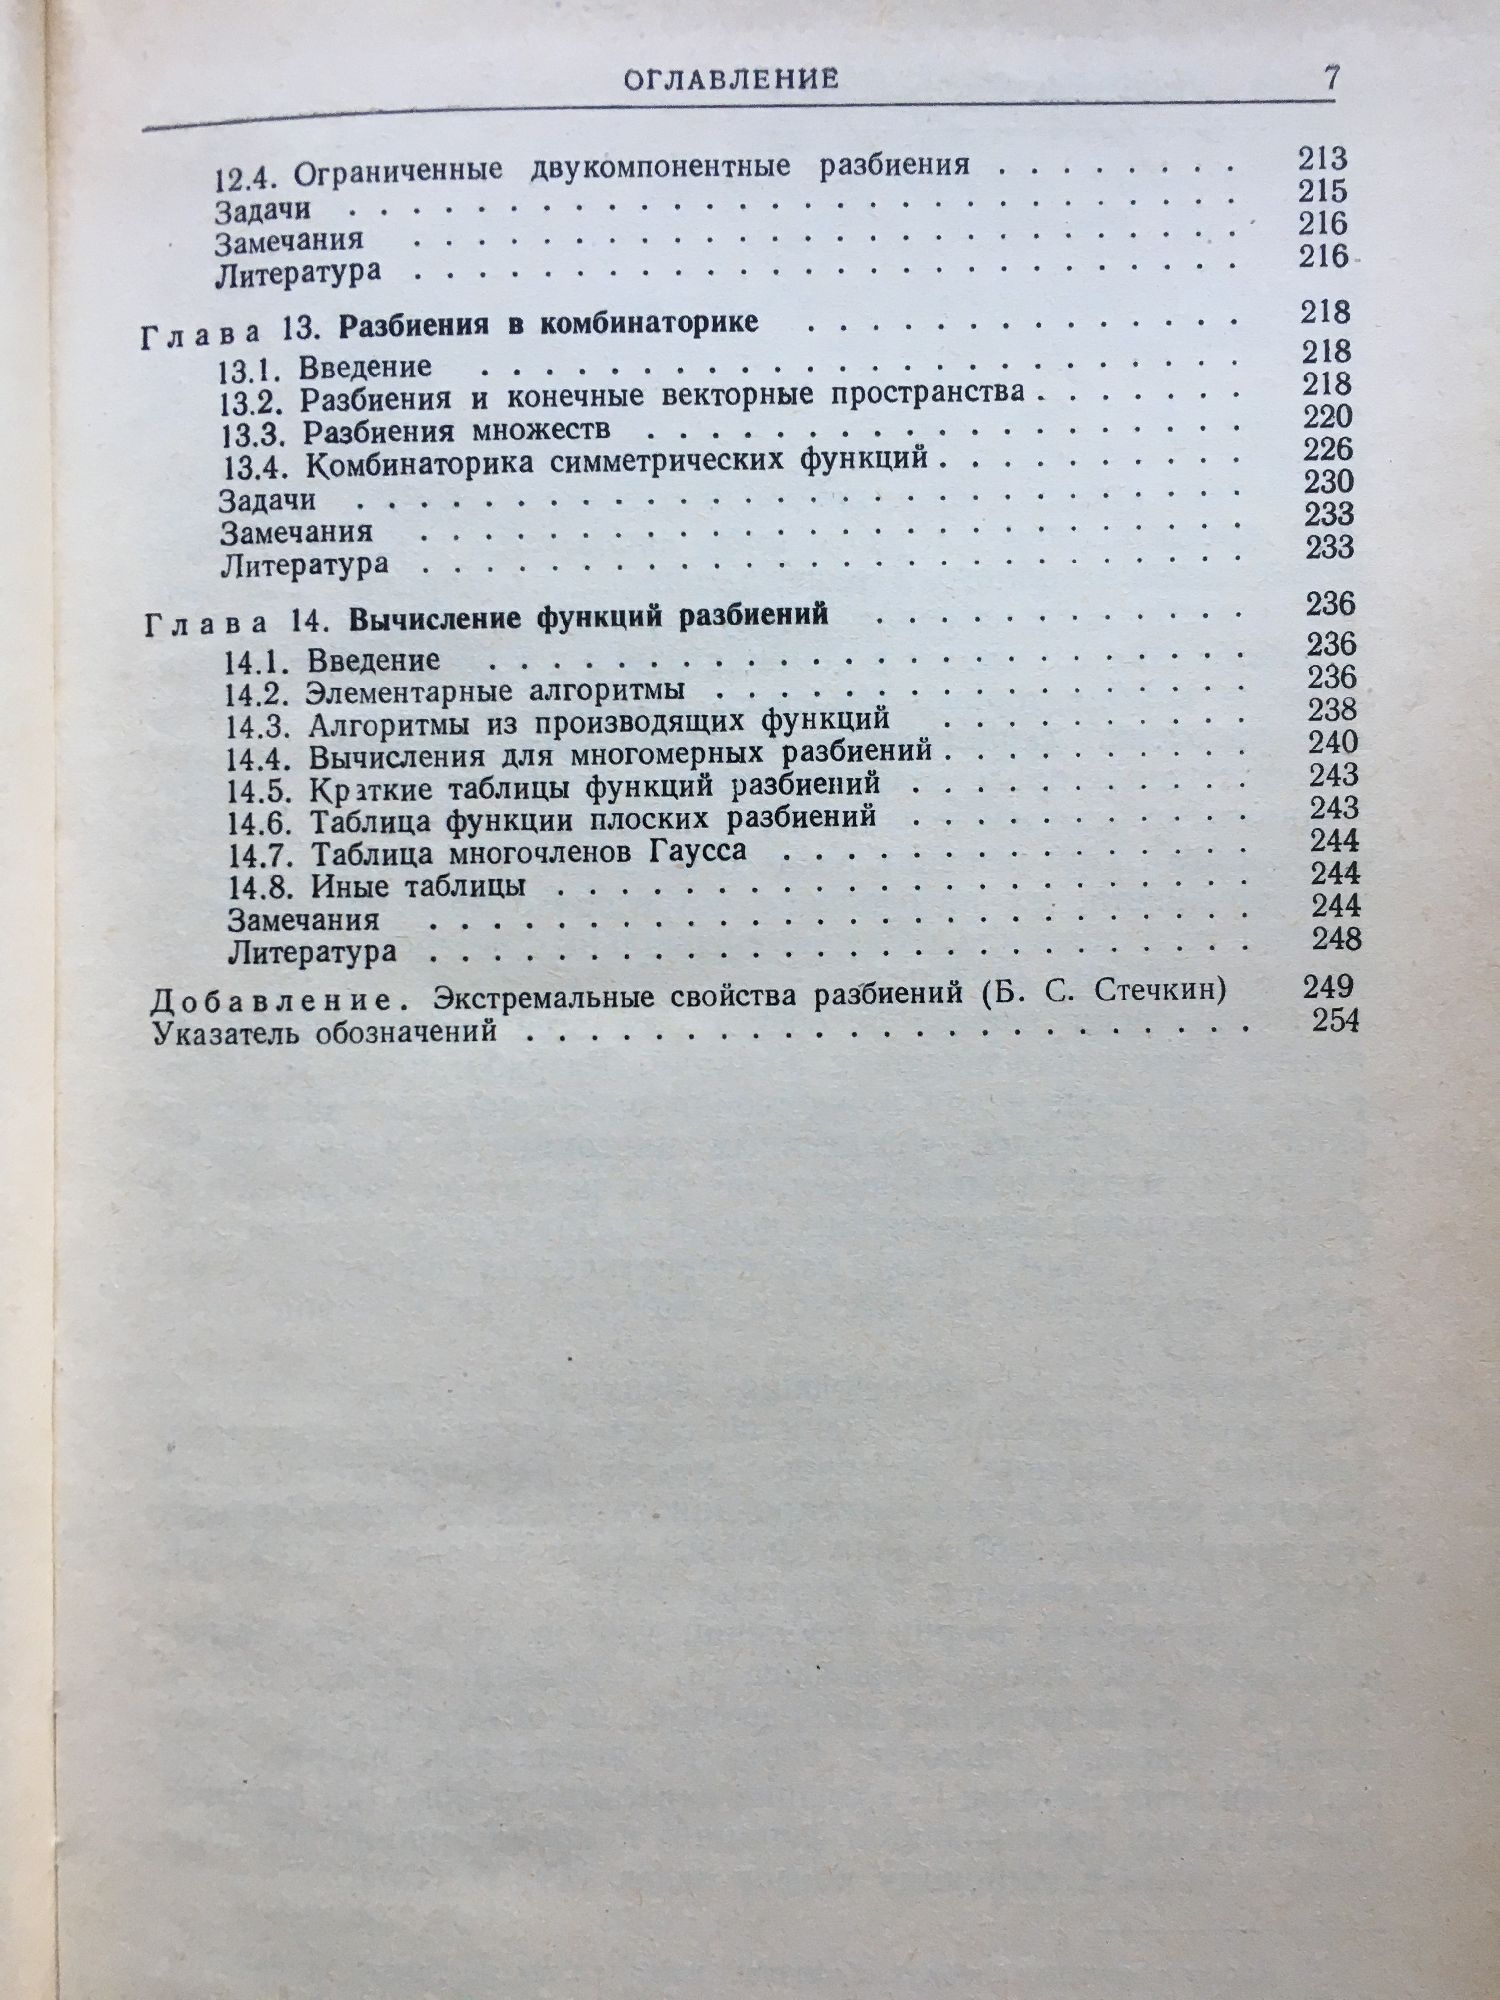 ОГЛАВЛЕНИЕ 7
12.4. Ограниченные двукомпонентные разбиения . . . . . . . . 213
Задачи . . . . . . . . . . . . . . . . . . . . . . . . . . . . 215
Замечания . . . . . . . . . . . . . . . . . . . . . . . . . . 216
Литература . . . . . . . . . . . . . . . . . . . . . . . . . . 216
Глава 13. Разбиения в комбинаторике . . . . . . . . . . . . . . 218
13.1. Введение . . . . . . . . . . . . . . . . . . . . . . . . 218
13.2. Разбиения и конечные векторные пространства . . . . . . . 218
13.3. Разбиения множеств . . . . . . . . . . . . . . . . . . . 220
13.4. Комбинаторика симметрических функций . . . . . . . . . . 226
Задачи . . . . . . . . . . . . . . . . . . . . . . . . . . . . 230
Замечания . . . . . . . . . . . . . . . . . . . . . . . . . . 233
Литература . . . . . . . . . . . . . . . . . . . . . . . . . . 233
Глава 14. Вычисление функций разбиений . . . . . . . . . . . . 236
14.1. Введение . . . . . . . . . . . . . . . . . . . . . . . . 236
14.2. Элементарные алгоритмы . . . . . . . . . . . . . . . . . 236
14.3. Алгоритмы из производящих функций . . . . . . . . . . 238
14.4. Вычисления для многомерных разбиений . . . . . . . . . . 240
14.5. Краткие таблицы функций разбиений . . . . . . . . . . . 243
14.6. Таблица функции плоских разбиений . . . . . . . . . . . 243
14.7. Таблица многочленов Гаусса . . . . . . . . . . . . . . . 244
14.8. Иные таблицы . . . . . . . . . . . . . . . . . . . . . . 244
Замечания . . . . . . . . . . . . . . . . . . . . . . . . . . 244
Литература . . . . . . . . . . . . . . . . . . . . . . . . . . 248
Добавление. Экстремальные свойства разбиений (Б. С. Стечкин) 249
Указатель обозначений . . . . . . . . . . . . . . . . . . . . . . . 254